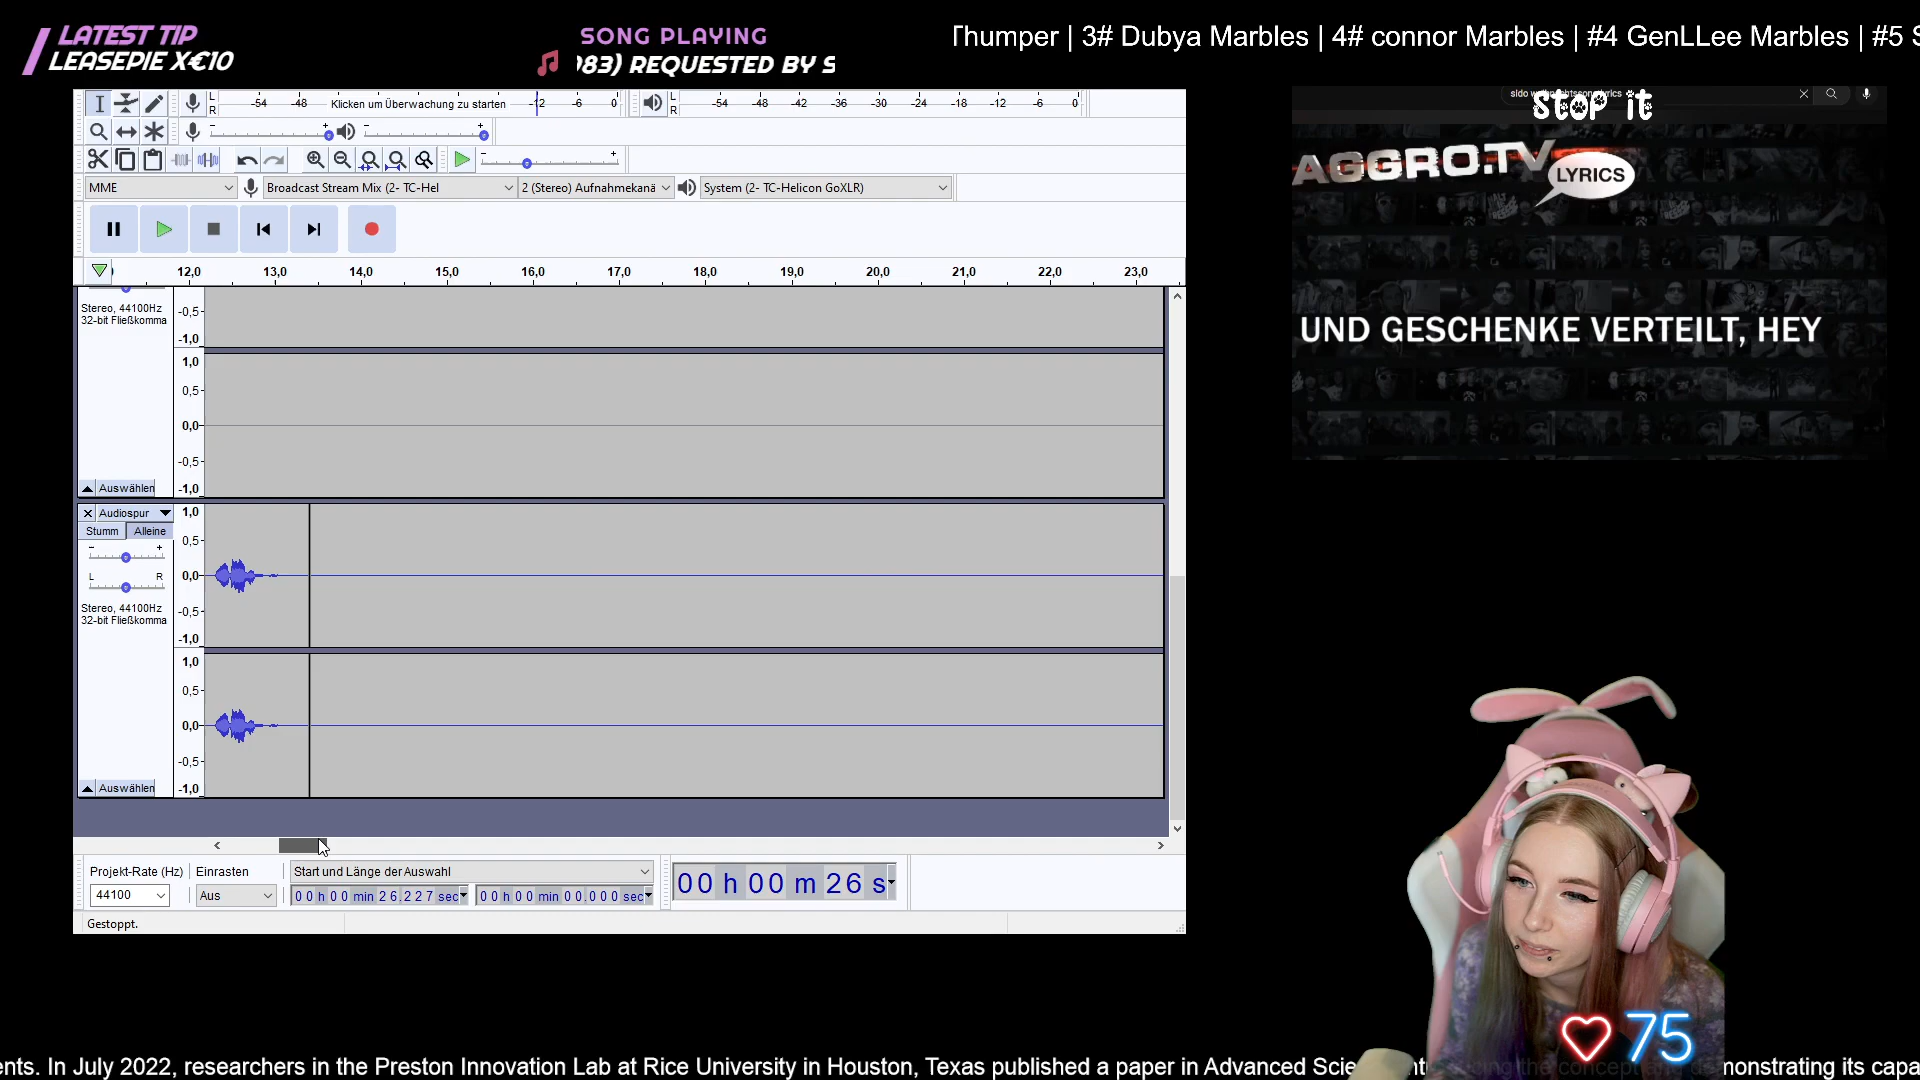 LATEST TIP
LEASEPIE X€10
SONG PLAYING
983) REQUESTED BY S
Thumper | 3# Dubya Marbles | 4# connor Marbles | #4 GenLLee Marbles | #5 S
L
R
-54 -48 Klicken um Überwachung zu starten -12 -6 0
L
R
-54 -48 -42 -36 -30 -24 -18 -12 -6 0
MME
Broadcast Stream Mix (2- TC-Hel
2 (Stereo) Aufnahmekanä
System (2- TC-Helicon GoXLR)
12,0 13,0 14,0 15,0 16,0 17,0 18,0 19,0 20,0 21,0 22,0 23,0
Stereo, 44100Hz
32-bit Fließkomma
-0,5
-1,0
1,0
0,5
0,0
-0,5
-1,0
Auswählen
X Audiospur
Stumm Alleine
L R
Stereo, 44100Hz
32-bit Fließkomma
1,0
0,5
0,0
-0,5
-1,0
1,0
0,5
0,0
-0,5
-1,0
Auswählen
Projekt-Rate (Hz) Einrasten
Start und Länge der Auswahl
44100
Aus
00 h 00 min 26.227 sec
00 h 00 min 00.000 sec
00 h 00 m 26 s
Gestoppt.
stop it
AGGRO.TV
LYRICS
UND GESCHENKE VERTEILT, HEY
75
ents. In July 2022, researchers in the Preston Innovation Lab at Rice University in Houston, Texas published a paper in Advanced Scie
monstrating its capa